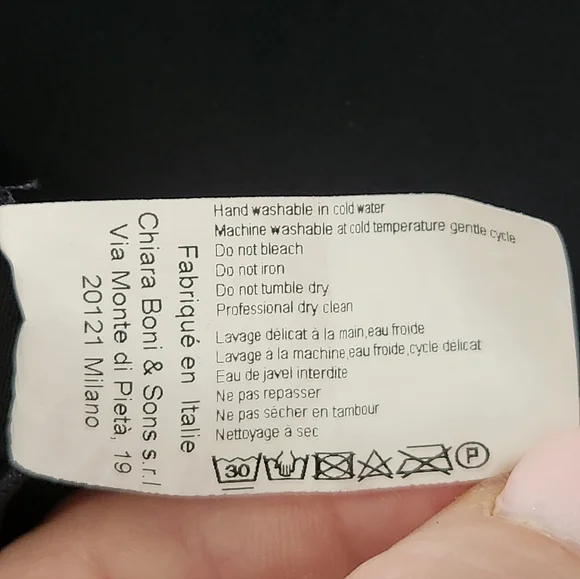 Hand washable in cold water
Machine washable at cold temperature gentle cycle
Do not bleach
Do not iron
Do not tumble dry
Professional dry clean
Lavage délicat à la main,eau froide
Lavage à la machine,eau froide,cycle délicat
Eau de javel interdite
Ne pas repasser
Ne pas sècher en tambour
Nettoyage à sec
30
P
Fabriqué en Italie
Chiara Boni & Sons s.r.l
Via Monte di Pietà, 19
20121 Milano